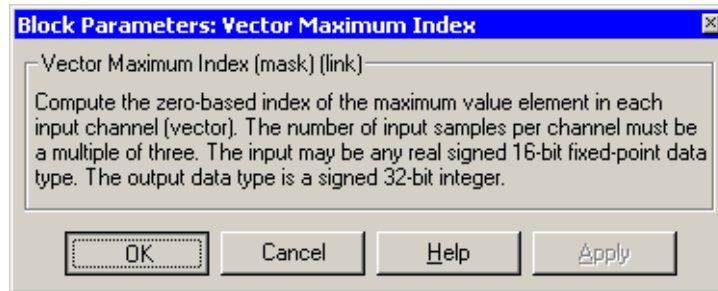 Block Parameters: Vector Maximum Index
Vector Maximum Index (mask) (link)
Compute the zero-based index of the maximum value element in each
input channel (vector). The number of input samples per channel must be
a multiple of three. The input may be any real signed 16-bit fixed-point data
type. The output data type is a signed 32-bit integer.
OK Cancel Help Apply